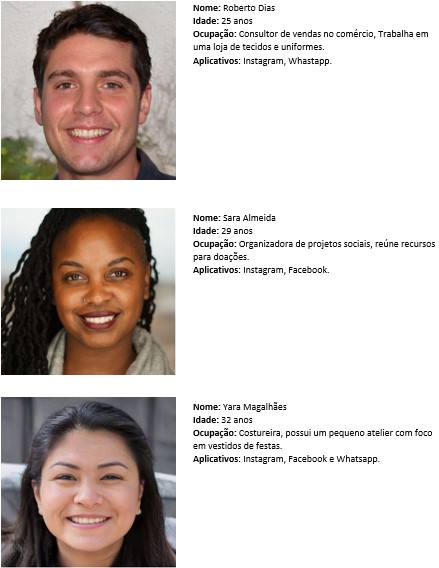 Nome: Roberto Dias
Idade: 25 anos
Ocupação: Consultor de vendas no comércio, Trabalha em
uma loja de tecidos e uniformes.
Aplicativos: Instagram, Whastapp.
Nome: Sara Almeida
Idade: 29 anos
Ocupação: Organizadora de projetos sociais, reúne recursos
para doações.
Aplicativos: Instagram, Facebook.
Nome: Yara Magalhães
Idade: 32 anos
Ocupação: Costureira, possui um pequeno atelier com foco
em vestidos de festas.
Aplicativos: Instagram, Facebook e Whatsapp.